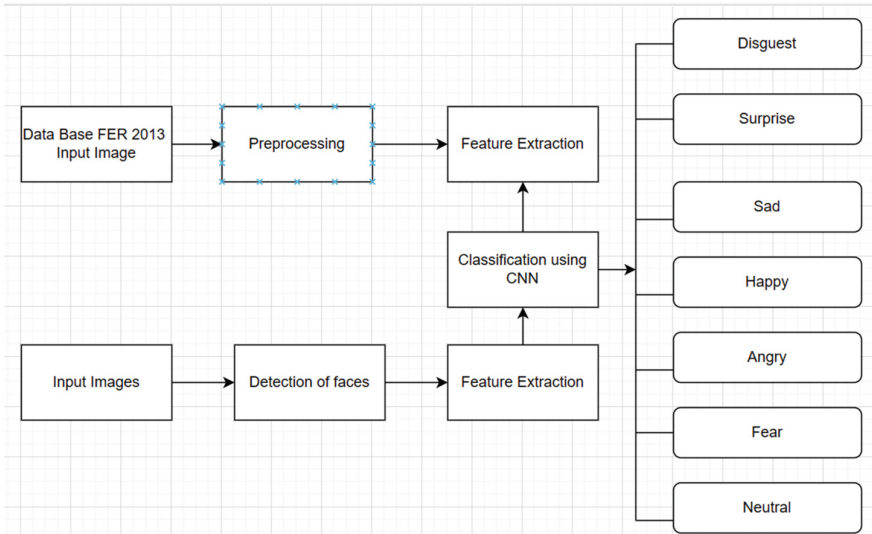 Disguest
Surprise
Data Base FER 2013
Input Image
Preprocessing
Feature Extraction
Sad
Classification using
CNN
Happy
Angry
Input Images
Detection of faces
Feature Extraction
Fear
Neutral